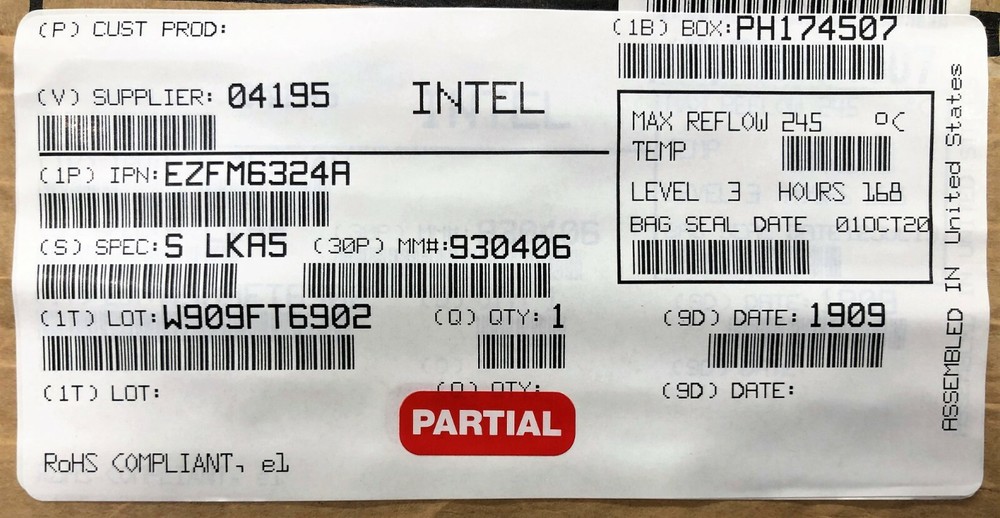 (P) CUST PROD:
(1B) BOX:PH174507
(V) SUPPLIER: 04195
INTEL
MAX REFLOW 245 °C
TEMP
LEVEL 3 HOURS 168
BAG SEAL DATE 01OCT20
(1P) IPN:EZFM6324A
(S) SPEC:S LKA5 (30P) MM#:930406
(1T) LOT:W909FT6902 (Q) QTY:1 (9D) DATE:1909
(1T) LOT: (Q) QTY: (9D) DATE:
PARTIAL
RoHS COMPLIANT, e1
ASSEMBLED IN United States